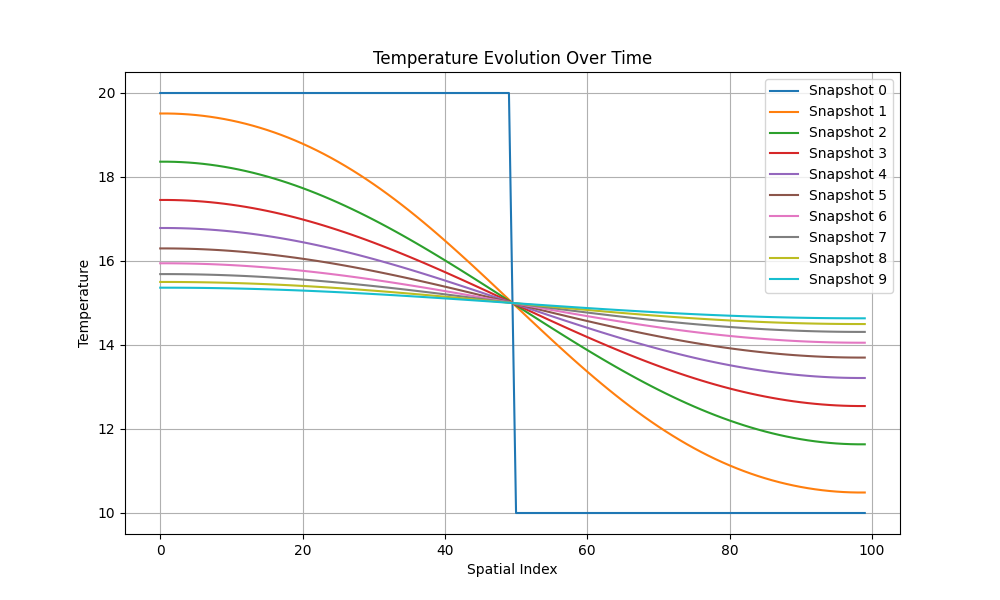 Temperature Evolution Over Time
Temperature
20
18
16
14
12
10
0
20
40
60
80
100
Spatial Index
Snapshot 0
Snapshot 1
Snapshot 2
Snapshot 3
Snapshot 4
Snapshot 5
Snapshot 6
Snapshot 7
Snapshot 8
Snapshot 9